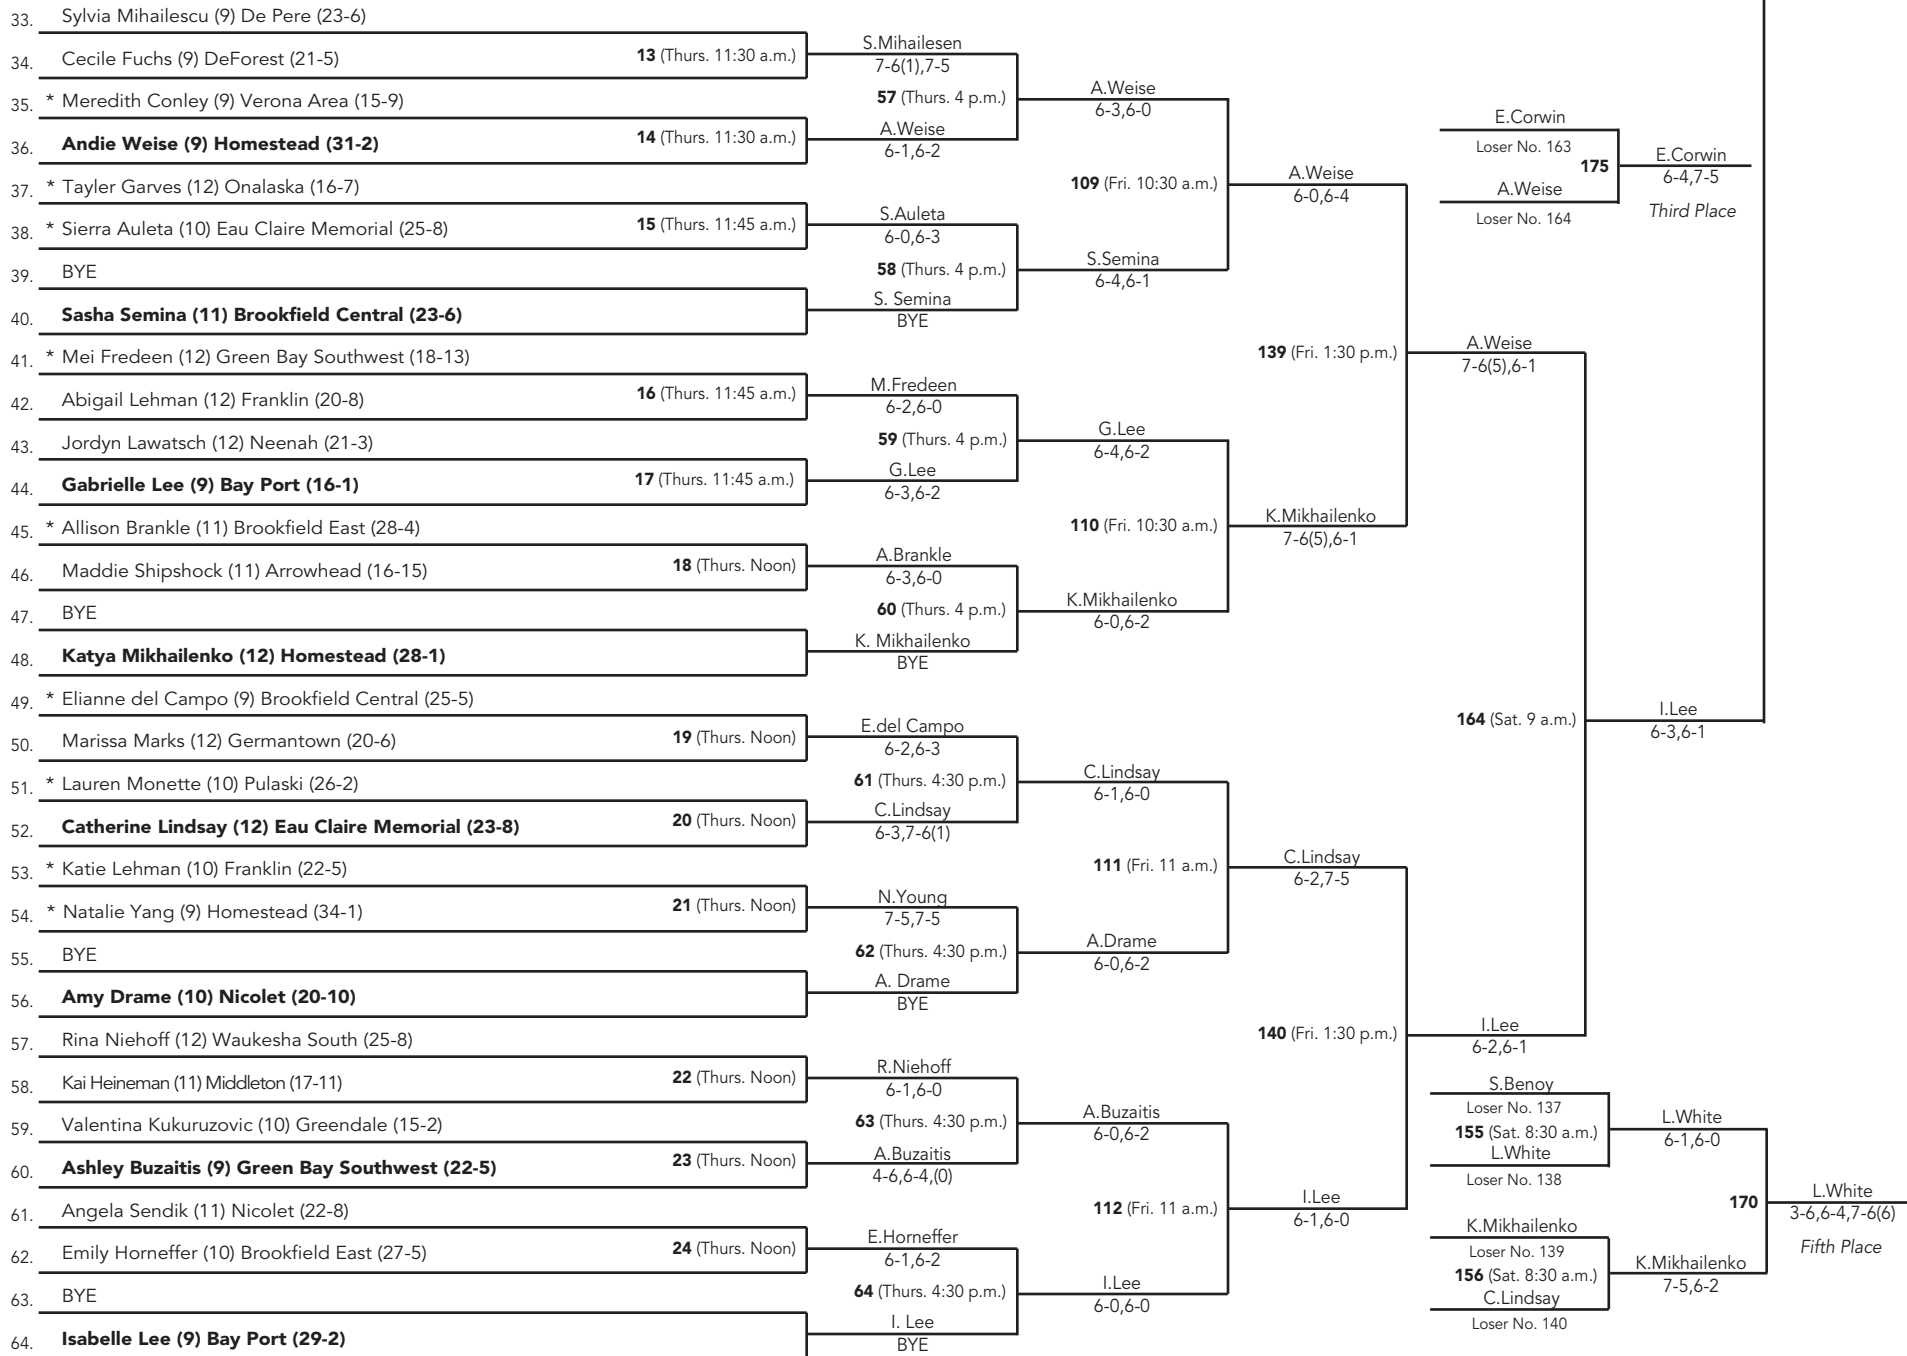 33. Sylvia Mihailescu (9) De Pere (23-6)
34. Cecile Fuchs (9) DeForest (21-5)
35. * Meredith Conley (9) Verona Area (15-9)
36. Andie Weise (9) Homestead (31-2)
37. * Tayler Garves (12) Onalaska (16-7)
38. * Sierra Auleta (10) Eau Claire Memorial (25-8)
39. BYE
40. Sasha Semina (11) Brookfield Central (23-6)
41. * Mei Fredeen (12) Green Bay Southwest (18-13)
42. Abigail Lehman (12) Franklin (20-8)
43. Jordyn Lawatsch (12) Neenah (21-3)
44. Gabrielle Lee (9) Bay Port (16-1)
45. * Allison Brankle (11) Brookfield East (28-4)
46. Maddie Shipshock (11) Arrowhead (16-15)
47. BYE
48. Katya Mikhailenko (12) Homestead (28-1)
49. * Elianne del Campo (9) Brookfield Central (25-5)
50. Marissa Marks (12) Germantown (20-6)
51. * Lauren Monette (10) Pulaski (26-2)
52. Catherine Lindsay (12) Eau Claire Memorial (23-8)
53. * Katie Lehman (10) Franklin (22-5)
54. * Natalie Yang (9) Homestead (34-1)
55. BYE
56. Amy Drame (10) Nicolet (20-10)
57. Rina Niehoff (12) Waukesha South (25-8)
58. Kai Heineman (11) Middleton (17-11)
59. Valentina Kukuruzovic (10) Greendale (15-2)
60. Ashley Buzaitis (9) Green Bay Southwest (22-5)
61. Angela Sendik (11) Nicolet (22-8)
62. Emily Horneffer (10) Brookfield East (27-5)
63. BYE
64. Isabelle Lee (9) Bay Port (29-2)
13 (Thurs. 11:30 a.m.)
14 (Thurs. 11:30 a.m.)
15 (Thurs. 11:45 a.m.)
16 (Thurs. 11:45 a.m.)
17 (Thurs. 11:45 a.m.)
18 (Thurs. Noon)
19 (Thurs. Noon)
20 (Thurs. Noon)
21 (Thurs. Noon)
22 (Thurs. Noon)
23 (Thurs. Noon)
24 (Thurs. Noon)
S.Mihailesen
7-6(1),7-5
57 (Thurs. 4 p.m.)
A.Weise
6-1,6-2
S.Auleta
6-0,6-3
58 (Thurs. 4 p.m.)
S. Semina
BYE
M.Fredeen
6-2,6-0
59 (Thurs. 4 p.m.)
G.Lee
6-3,6-2
A.Brankle
6-3,6-0
60 (Thurs. 4 p.m.)
K. Mikhailenko
BYE
E.del Campo
6-2,6-3
61 (Thurs. 4:30 p.m.)
C.Lindsay
6-3,7-6(1)
N.Young
7-5,7-5
62 (Thurs. 4:30 p.m.)
A. Drame
BYE
R.Niehoff
6-1,6-0
63 (Thurs. 4:30 p.m.)
A.Buzaitis
4-6,6-4,(0)
E.Horneffer
6-1,6-2
64 (Thurs. 4:30 p.m.)
I. Lee
BYE
A.Weise
6-3,6-0
109 (Fri. 10:30 a.m.)
S.Semina
6-4,6-1
G.Lee
6-4,6-2
110 (Fri. 10:30 a.m.)
K.Mikhailenko
6-0,6-2
C.Lindsay
6-1,6-0
111 (Fri. 11 a.m.)
A.Drame
6-0,6-2
A.Buzaitis
6-0,6-2
112 (Fri. 11 a.m.)
I.Lee
6-0,6-0
A.Weise
6-0,6-4
139 (Fri. 1:30 p.m.)
K.Mikhailenko
7-6(5),6-1
C.Lindsay
6-2,7-5
140 (Fri. 1:30 p.m.)
I.Lee
6-1,6-0
A.Weise
7-6(5),6-1
164 (Sat. 9 a.m.)
I.Lee
6-2,6-1
I.Lee
6-3,6-1
E.Corwin
Loser No. 163
175
A.Weise
Loser No. 164
E.Corwin
6-4,7-5
Third Place
S.Benoy
Loser No. 137
155 (Sat. 8:30 a.m.)
L.White
Loser No. 138
K.Mikhailenko
Loser No. 139
156 (Sat. 8:30 a.m.)
C.Lindsay
Loser No. 140
L.White
6-1,6-0
170
K.Mikhailenko
7-5,6-2
L.White
3-6,6-4,7-6(6)
Fifth Place